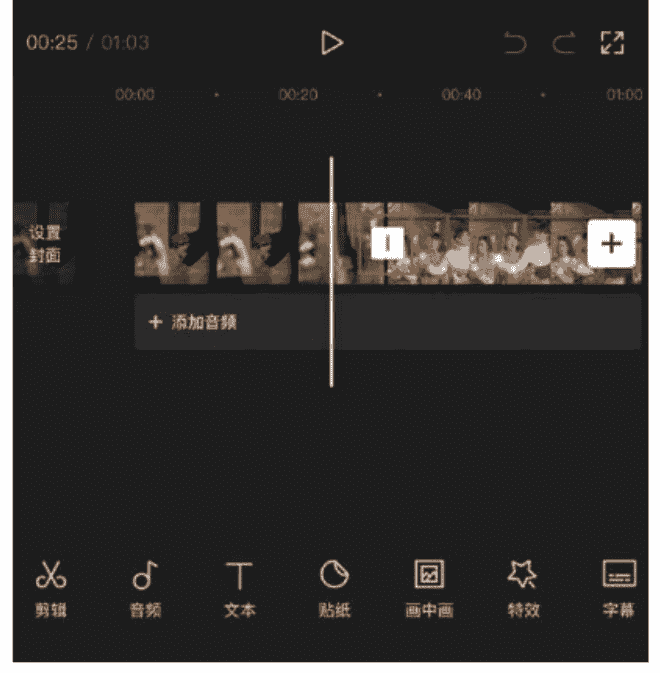 00:25 / 01:03
00:00 · 00:20 · 00:40 · 01:00
设置
封面
+ 添加音频
剪辑 音频 文本 贴纸 画中画 特效 字幕